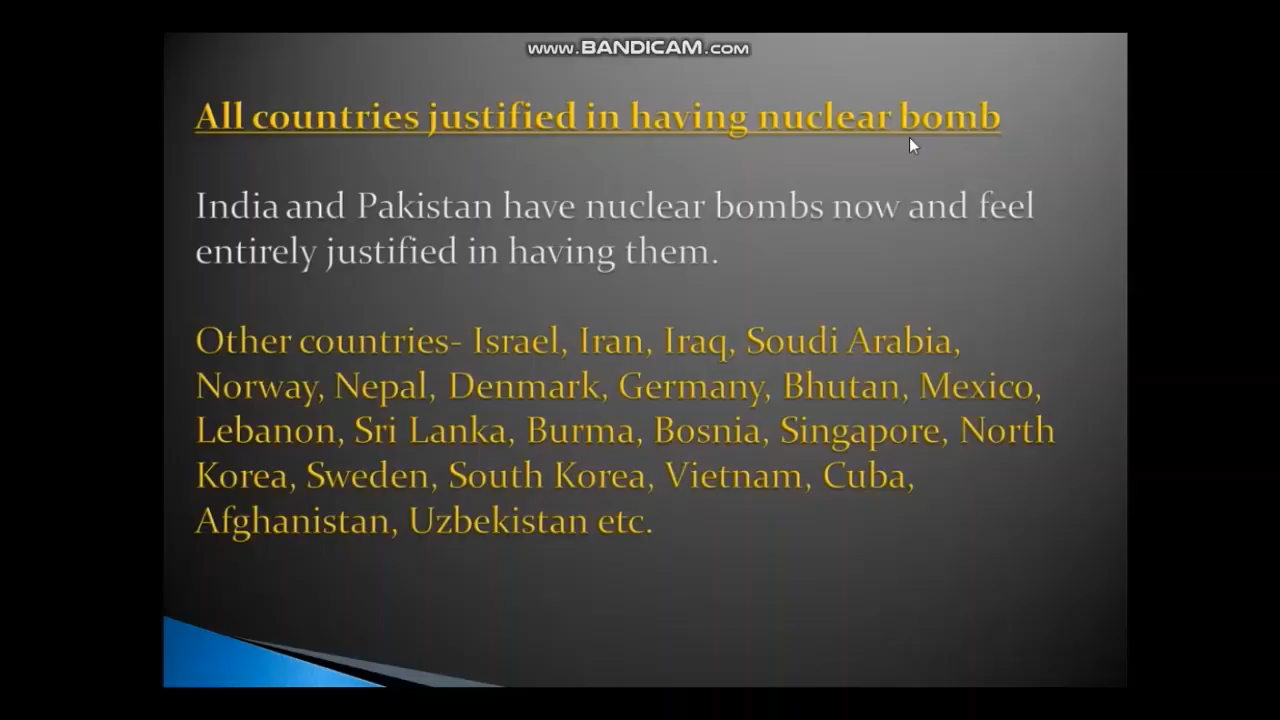 www.BANDICAM.com
All countries justified in having nuclear bomb
India and Pakistan have nuclear bombs now and feel
entirely justified in having them.
Other countries- Israel, Iran, Iraq, Soudi Arabia,
Norway, Nepal, Denmark, Germany, Bhutan, Mexico,
Lebanon, Sri Lanka, Burma, Bosnia, Singapore, North
Korea, Sweden, South Korea, Vietnam, Cuba,
Afghanistan, Uzbekistan etc.